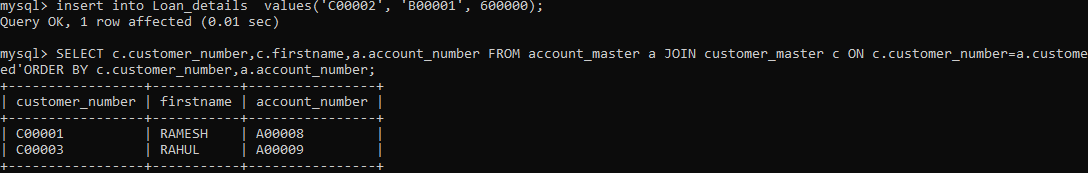 mysql> insert into Loan_details  values('C00002', 'B00001', 600000);
Query OK, 1 row affected (0.01 sec)
mysql> SELECT c.customer_number,c.firstname,a.account_number FROM account_master a JOIN customer_master c ON c.customer_number=a.custome
ed'ORDER BY c.customer_number,a.account_number;
+-----------------+-----------+----------------+
| customer_number | firstname | account_number |
+-----------------+-----------+----------------+
| C00001          | RAMESH    | A00008         |
| C00003          | RAHUL     | A00009         |
+-----------------+-----------+----------------+